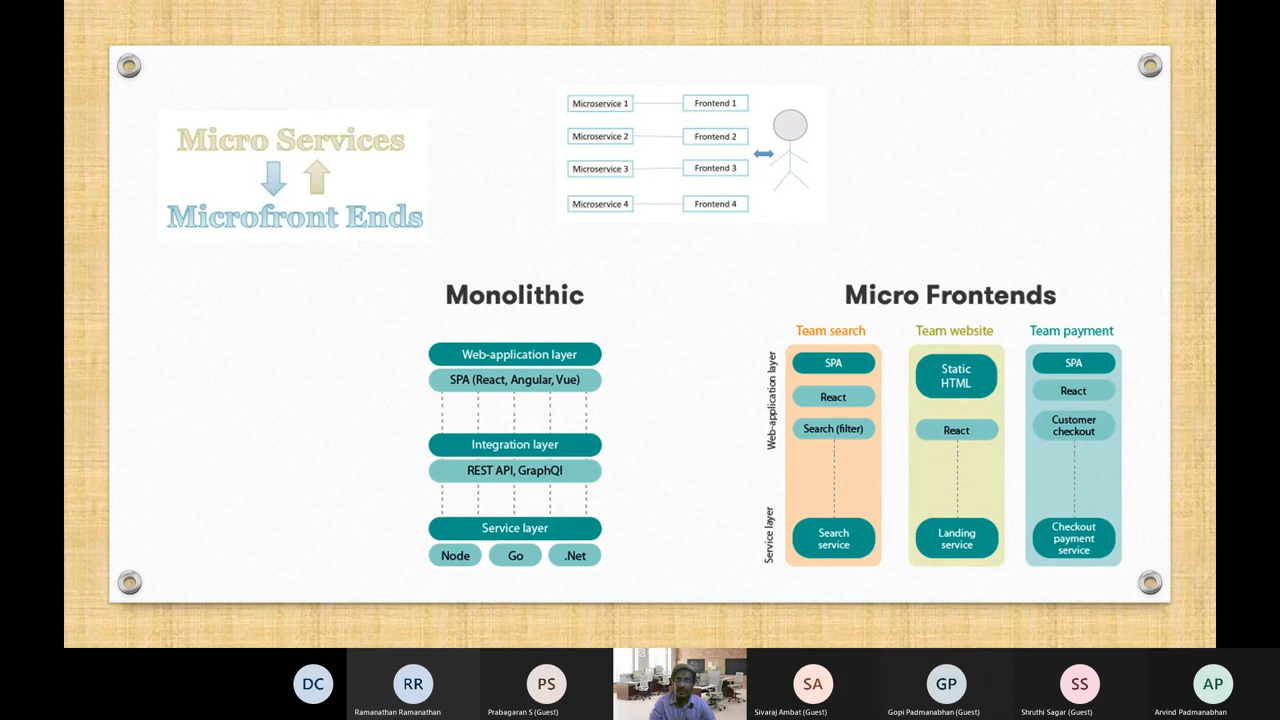 Micro Services
Microfront Ends
Microservice 1
Frontend 1
Microservice 2
Frontend 2
Microservice 3
Frontend 3
Microservice 4
Frontend 4
Monolithic
Web-application layer
SPA (React, Angular, Vue)
Integration layer
REST API, GraphQl
Service layer
Node
Go
.Net
Micro Frontends
Team search
Team website
Team payment
Web-application layer
Service layer
SPA
React
Search (filter)
Search
service
Static
HTML
React
Landing
service
SPA
React
Customer
checkout
Checkout
payment
service
DC
RR
Ramanathan Ramanathan
PS
Prabagaran S (Guest)
SA
Sivaraj Ambat (Guest)
GP
Gopi Padmanabhan (Guest)
SS
Shruthi Sagar (Guest)
AP
Arvind Padmanabhan